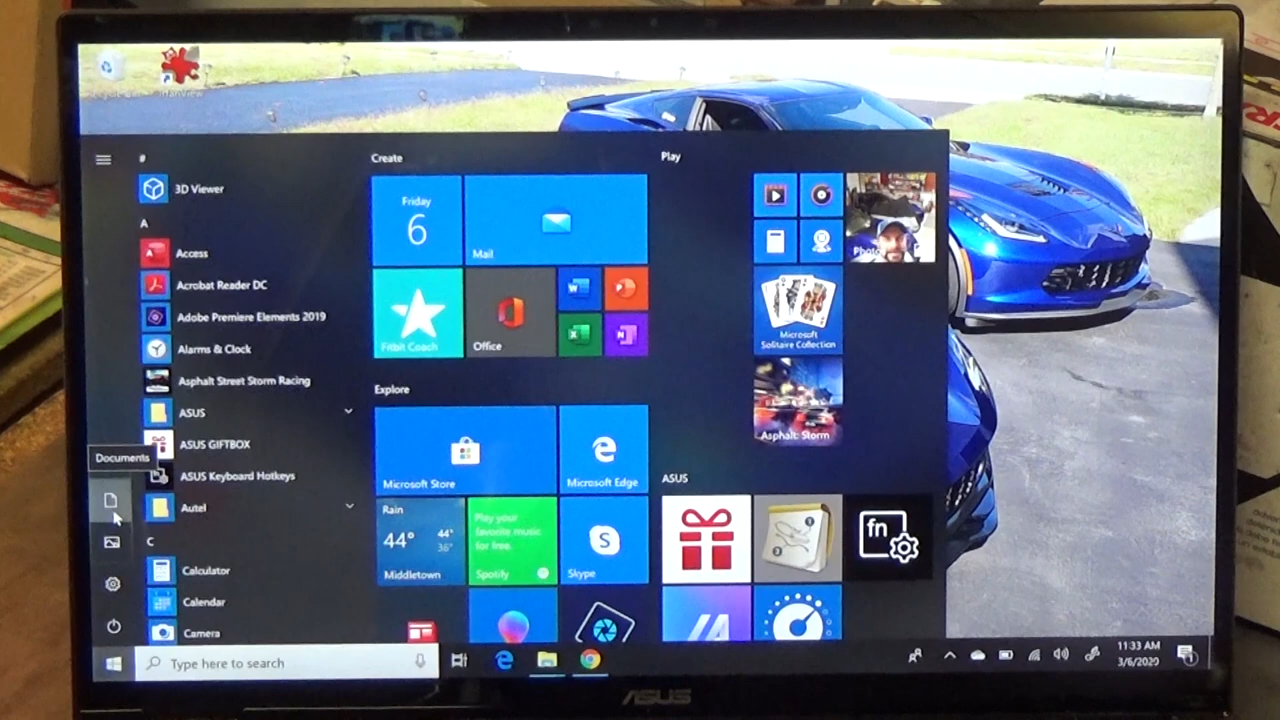 #
3D Viewer
A
Access
Acrobat Reader DC
Adobe Premiere Elements 2019
Alarms & Clock
Asphalt Street Storm Racing
ASUS
ASUS GIFTBOX
Documents
ASUS Keyboard Hotkeys
Autel
C
Calculator
Calendar
Camera
Create
Friday
6
Mail
Fitbit Coach
Office
Explore
Microsoft Store
Microsoft Edge
Rain
44°
44°
36°
Middletown
Play your
favorite music
for free.
Spotify
Skype
Play
Microsoft
Solitaire Collection
Asphalt: Storm
ASUS
fn
Type here to search
11:33 AM
3/6/2020
1
ASUS